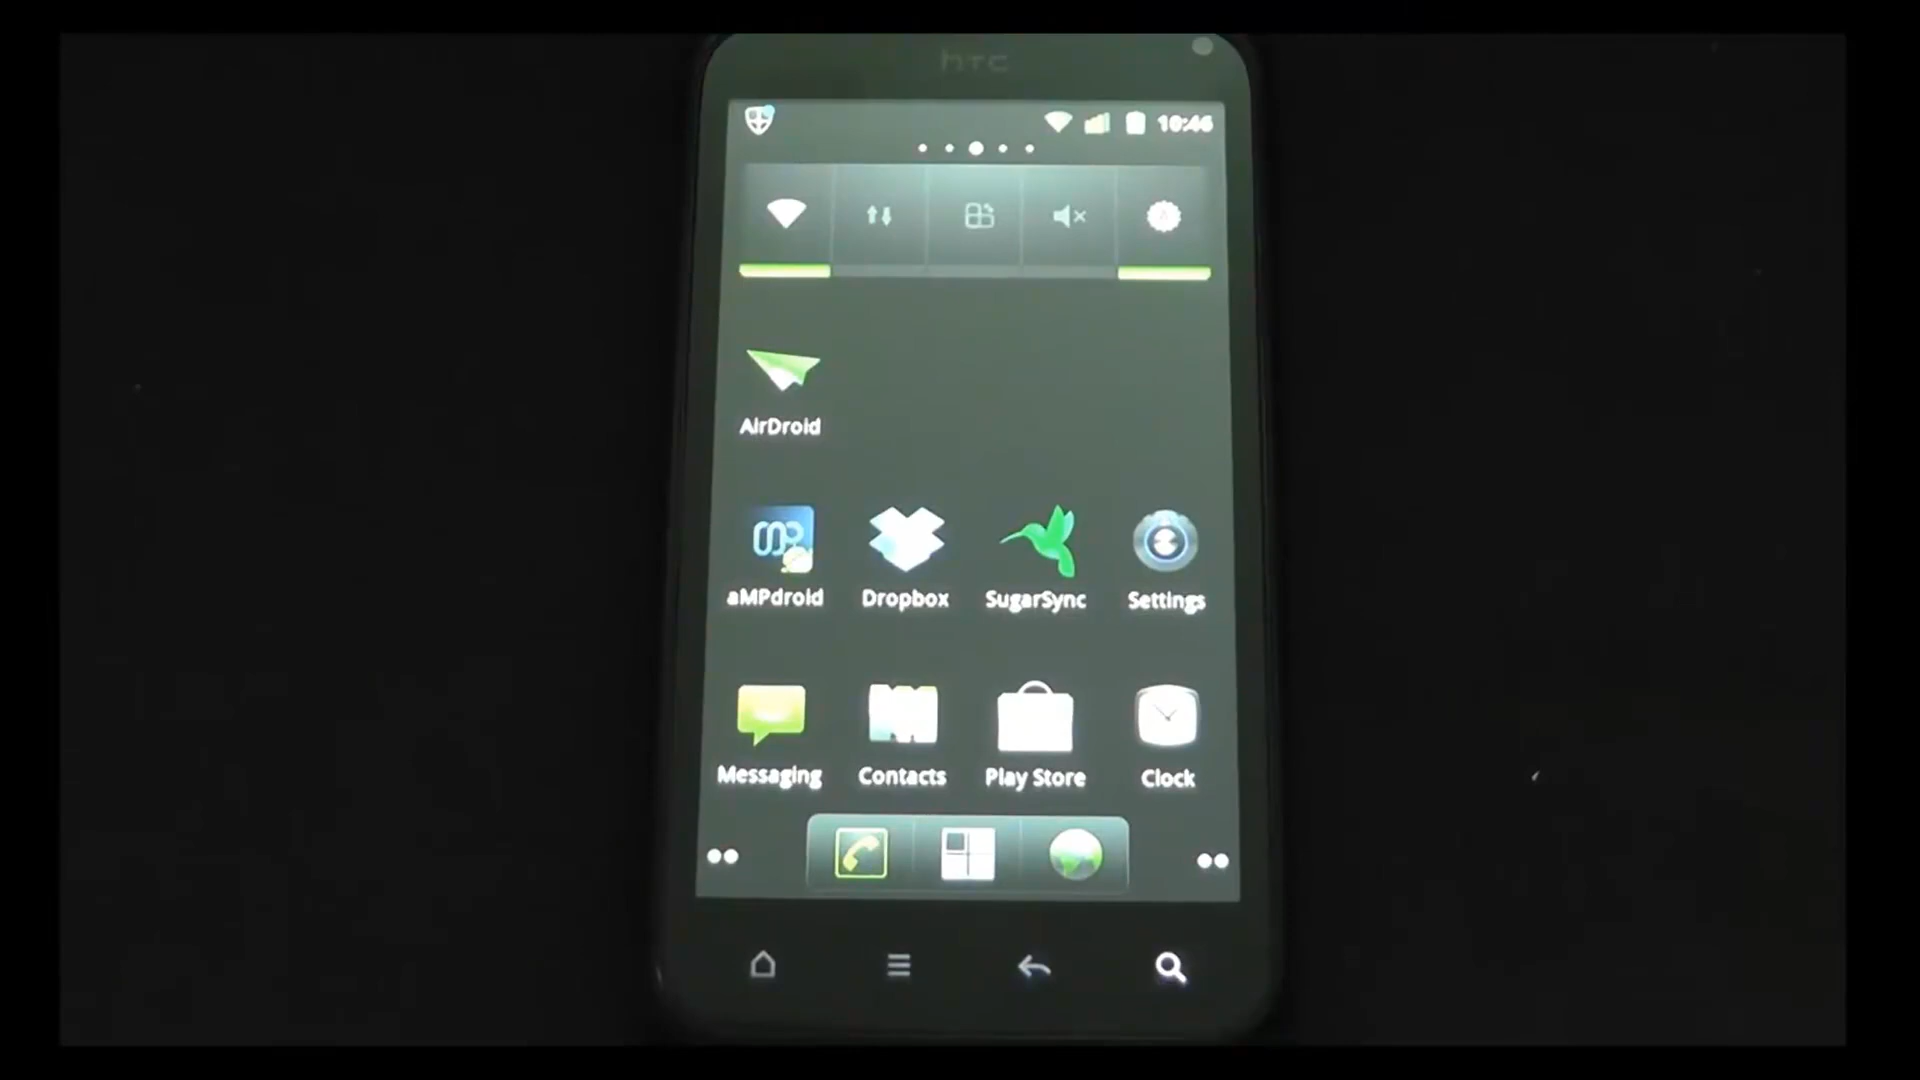 hTC
10:46
AirDroid
aMPdroid Dropbox SugarSync Settings
Messaging Contacts Play Store Clock